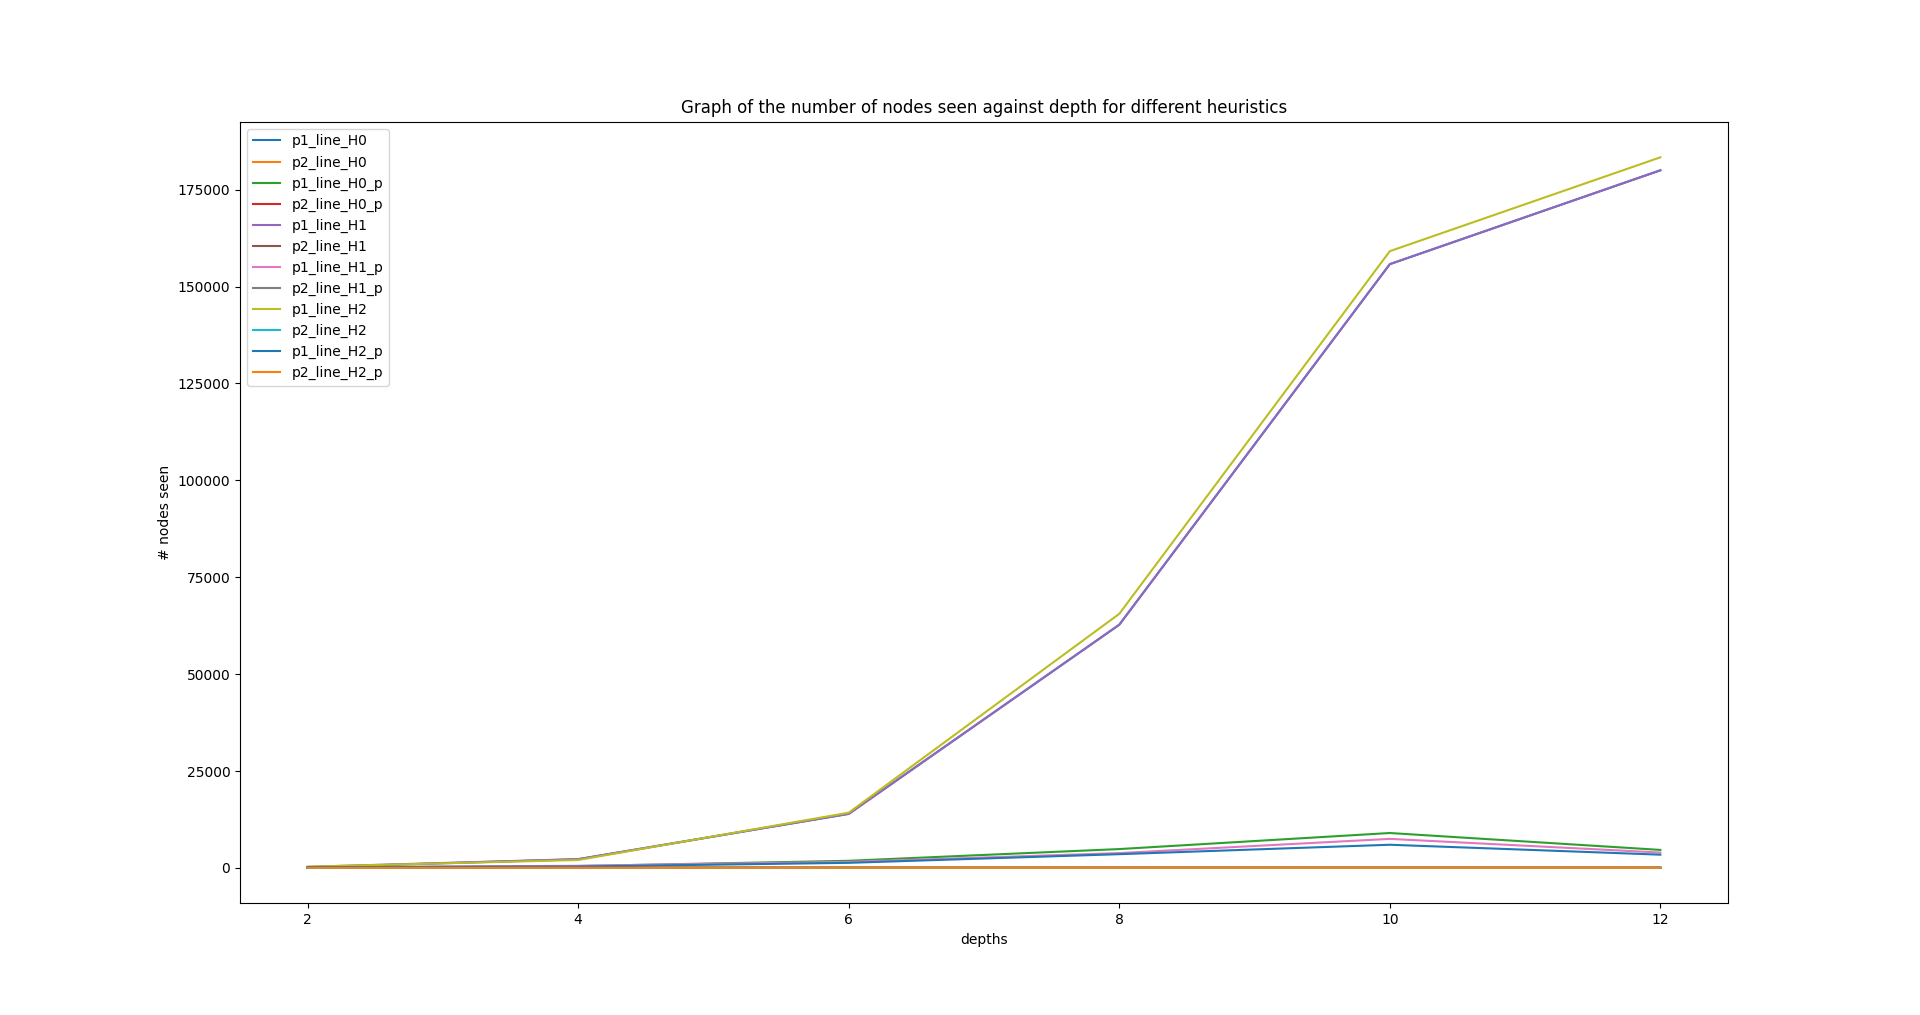 Graph of the number of nodes seen against depth for different heuristics
p1_line_H0
p2_line_H0
p1_line_H0_p
p2_line_H0_p
p1_line_H1
p2_line_H1
p1_line_H1_p
p2_line_H1_p
p1_line_H2
p2_line_H2
p1_line_H2_p
p2_line_H2_p
175000
150000
125000
100000
75000
50000
25000
0
# nodes seen
2 4 6 8 10 12
depths